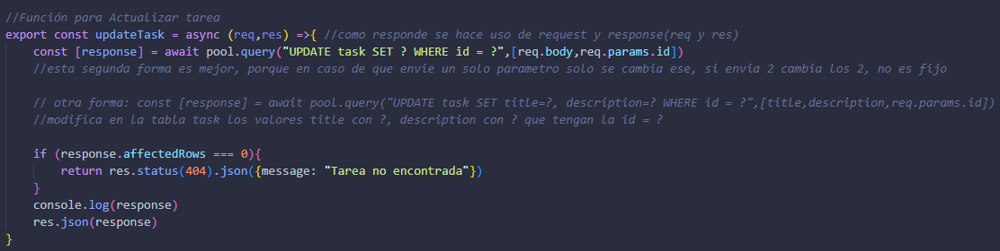 //Función para Actualizar tarea
export const updateTask = async (req,res) =>{ //como responde se hace uso de request y response(req y res)
    const [response] = await pool.query("UPDATE task SET ? WHERE id = ?",[req.body,req.params.id])
    //esta segunda forma es mejor, porque en caso de que envie un solo parametro solo se cambia ese, si envia 2 cambia los 2, no es fijo

    // otra forma: const [response] = await pool.query("UPDATE task SET title=?, description=? WHERE id = ?",[title,description,req.params.id])
    //modifica en la tabla task los valores title con ?, description con ? que tengan la id = ?

    if (response.affectedRows === 0){
        return res.status(404).json({message: "Tarea no encontrada"})
    }
    console.log(response)
    res.json(response)
}